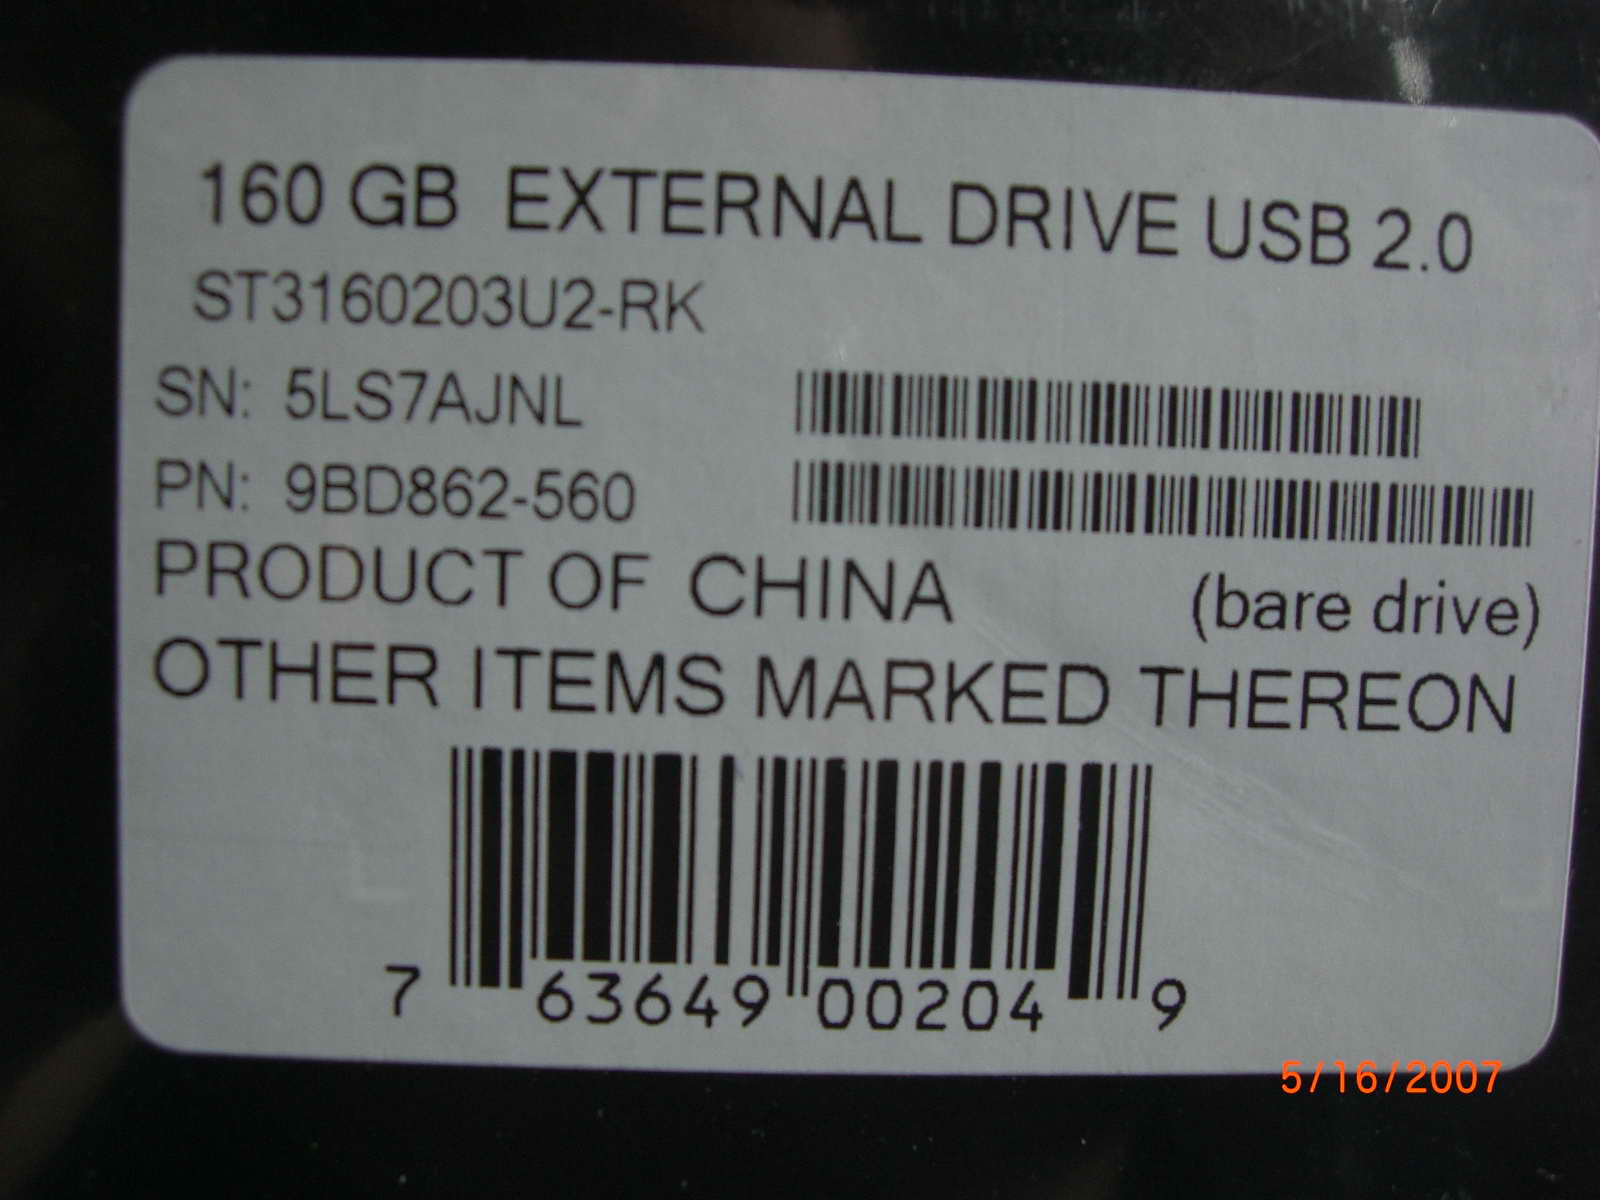 160 GB EXTERNAL DRIVE USB 2.0
ST3160203U2-RK
SN: 5LS7AJNL
PN: 9BD862-560
PRODUCT OF CHINA (bare drive)
OTHER ITEMS MARKED THEREON
7 63649 00204 9
5/16/2007